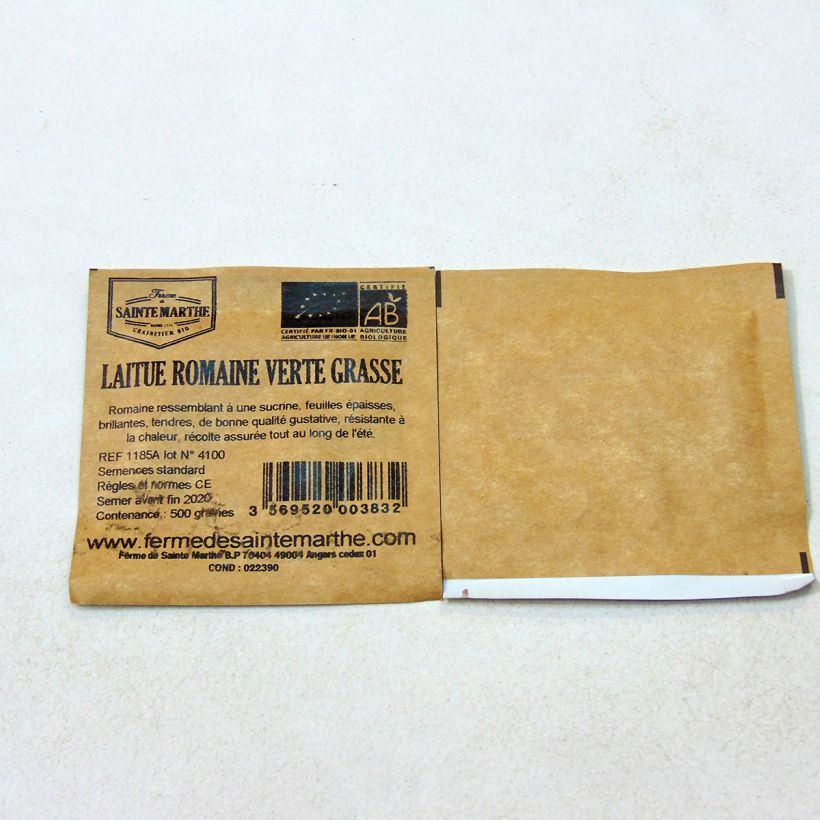 Ferme
de
SAINTE MARTHE
DEPUIS 1974
GRAINETIER BIO
CERTIFIÉ
AB
AGRICULTURE
BIOLOGIQUE
CERTIFIÉ PAR FR-BIO-01
AGRICULTURE UE/NON UE
LAITUE ROMAINE VERTE GRASSE
Romaine ressemblant à une sucrine, feuilles épaisses,
brillantes, tendres, de bonne qualité gustative, résistante à
la chaleur, récolte assurée tout au long de l'été.
REF 1185A lot N° 4100
Semences standard
Règles et normes CE
Semer avant fin 2020
Contenance : 500 graines
3 569520 003832
www.fermedesaintemarthe.com
Ferme de Sainte Marthe B.P 70404 49004 Angers cedex 01
COND : 022390